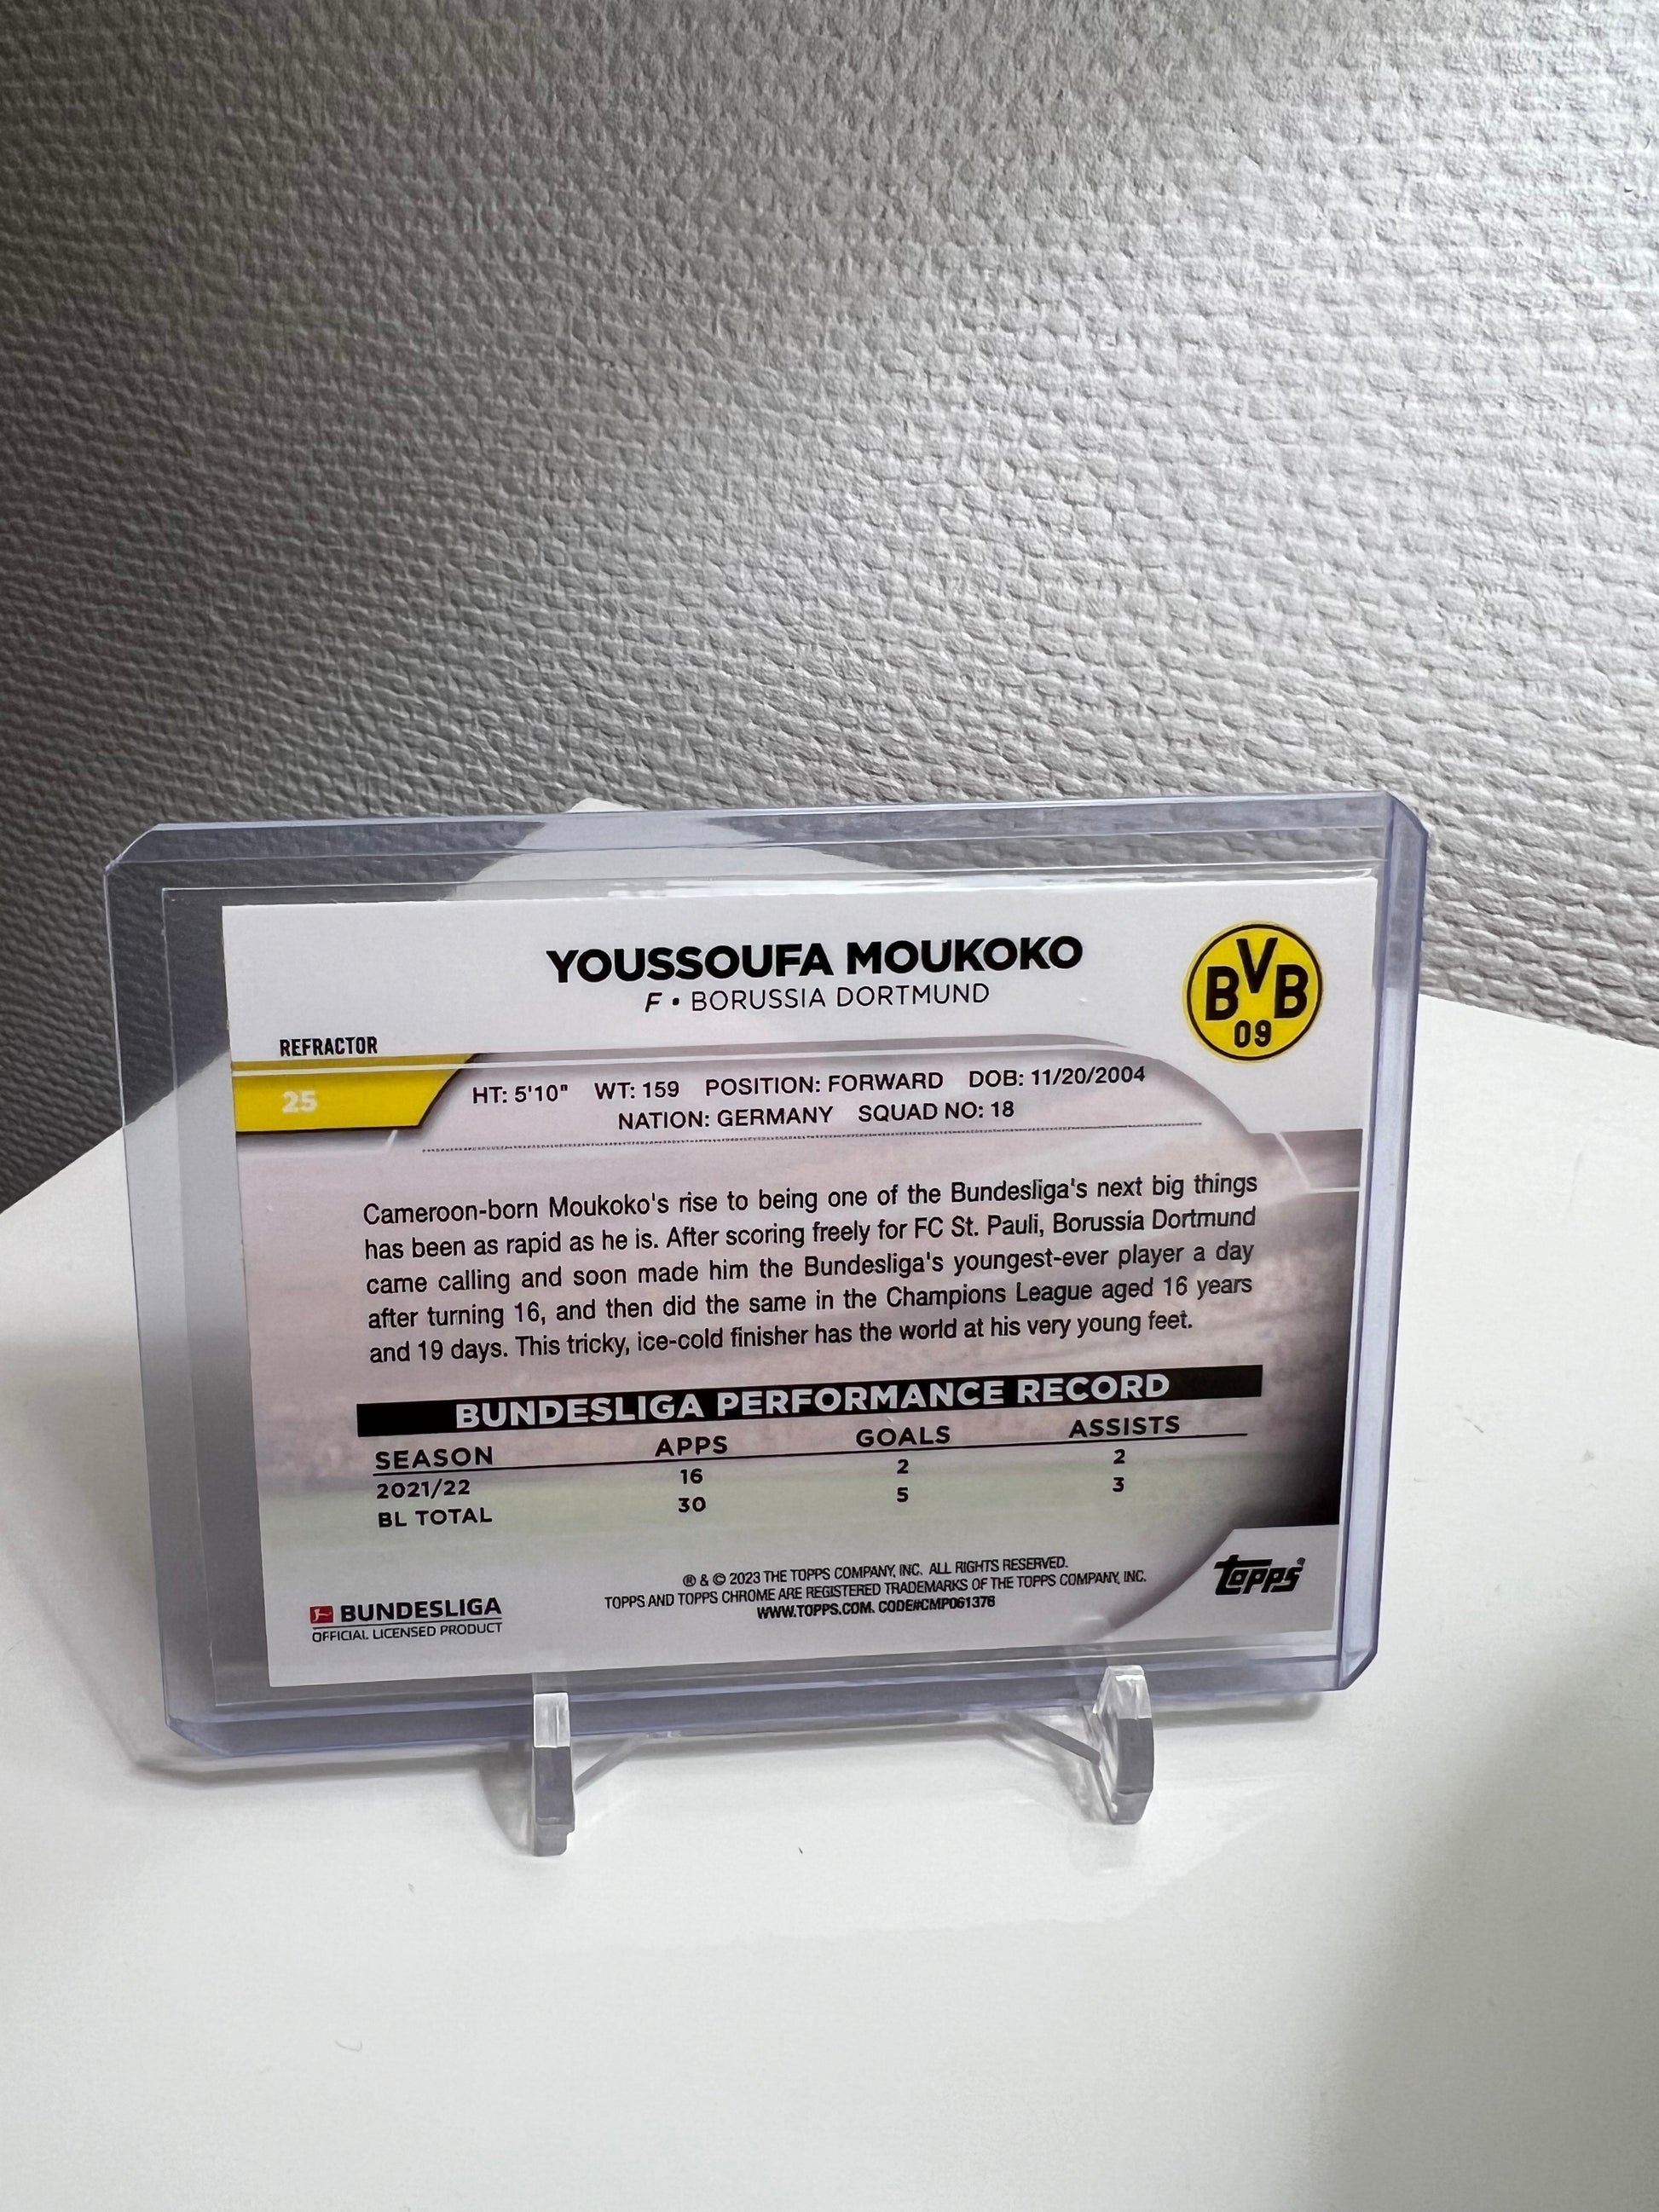 YOUSSOUFA MOUKOKO
F • BORUSSIA DORTMUND
BVB
09
REFRACTOR
25
HT: 5'10" WT: 159 POSITION: FORWARD DOB: 11/20/2004
NATION: GERMANY SQUAD NO: 18
Cameroon-born Moukoko's rise to being one of the Bundesliga's next big things
has been as rapid as he is. After scoring freely for FC St. Pauli, Borussia Dortmund
came calling and soon made him the Bundesliga's youngest-ever player a day
after turning 16, and then did the same in the Champions League aged 16 years
and 19 days. This tricky, ice-cold finisher has the world at his very young feet.
BUNDESLIGA PERFORMANCE RECORD
SEASON APPS GOALS ASSISTS
2021/22 16 2 2
BL TOTAL 30 5 3
® & © 2023 THE TOPPS COMPANY, INC. ALL RIGHTS RESERVED.
TOPPS AND TOPPS CHROME ARE REGISTERED TRADEMARKS OF THE TOPPS COMPANY, INC.
WWW.TOPPS.COM. CODE#CMP061376
BUNDESLIGA
OFFICIAL LICENSED PRODUCT
topps®